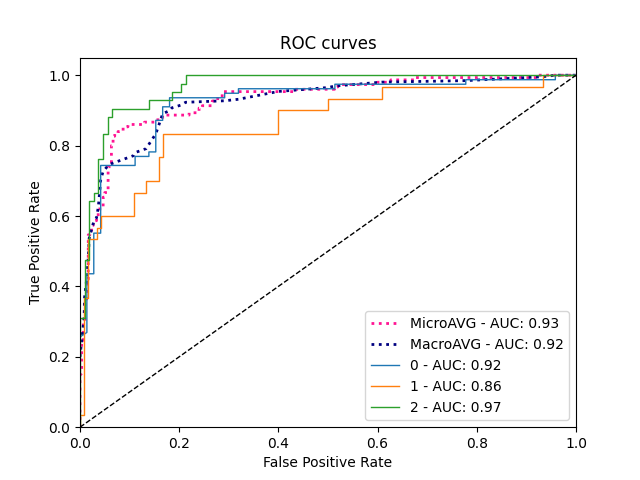 ROC curves
True Positive Rate
1.0
0.8
0.6
0.4
0.2
0.0
MicroAVG - AUC: 0.93
MacroAVG - AUC: 0.92
0 - AUC: 0.92
1 - AUC: 0.86
2 - AUC: 0.97
0.0 0.2 0.4 0.6 0.8 1.0
False Positive Rate